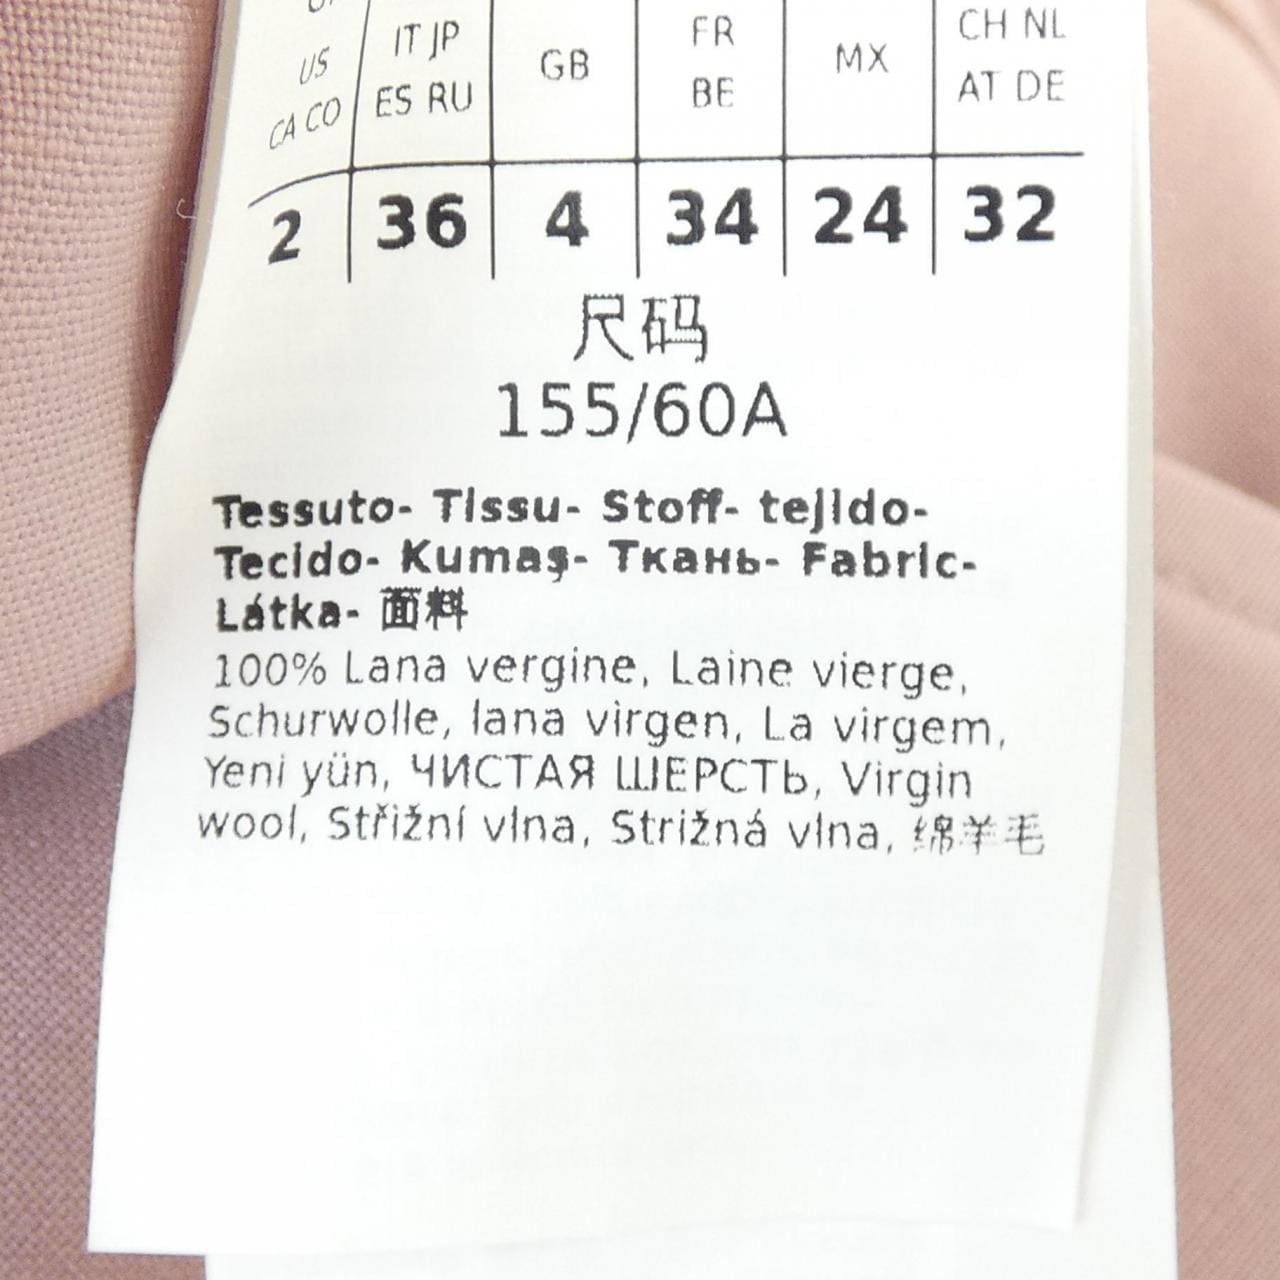 US CA CO IT JP ES RU GB FR BE MX CH NL AT DE
2 36 4 34 24 32
尺码
155/60A
Tessuto- Tissu- Stoff- tejido-
Tecido- Kumaş- Ткань- Fabric-
Látka- 面料
100% Lana vergine, Laine vierge,
Schurwolle, lana virgen, La virgem,
Yeni yün, ЧИСТАЯ ШЕРСТЬ, Virgin
wool, Střižní vlna, Strižná vlna, 绵羊毛